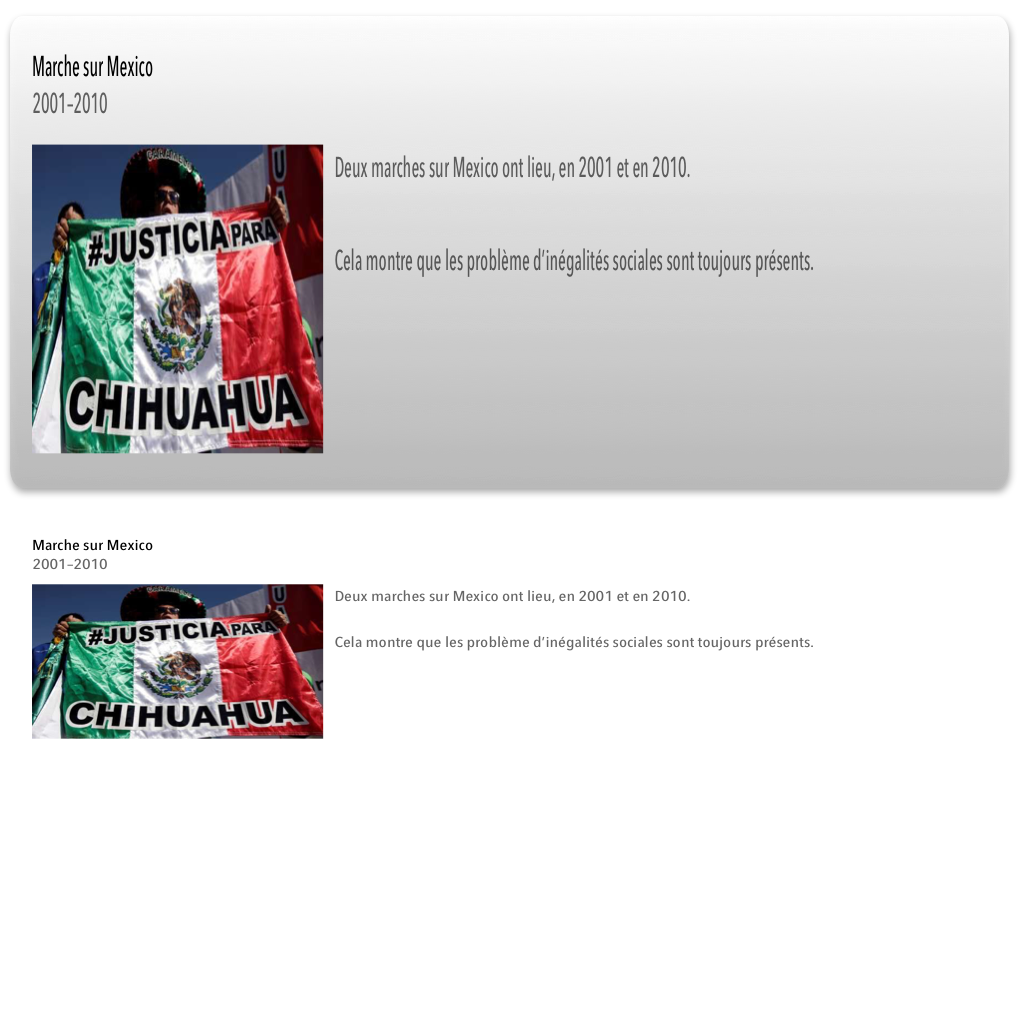 Marche sur Mexico
2001–2010
#JUSTICIA PARA
CHIHUAHUA
Deux marches sur Mexico ont lieu, en 2001 et en 2010.
Cela montre que les problème d’inégalités sociales sont toujours présents.
Marche sur Mexico
2001–2010
#JUSTICIA PARA
CHIHUAHUA
Deux marches sur Mexico ont lieu, en 2001 et en 2010.
Cela montre que les problème d’inégalités sociales sont toujours présents.